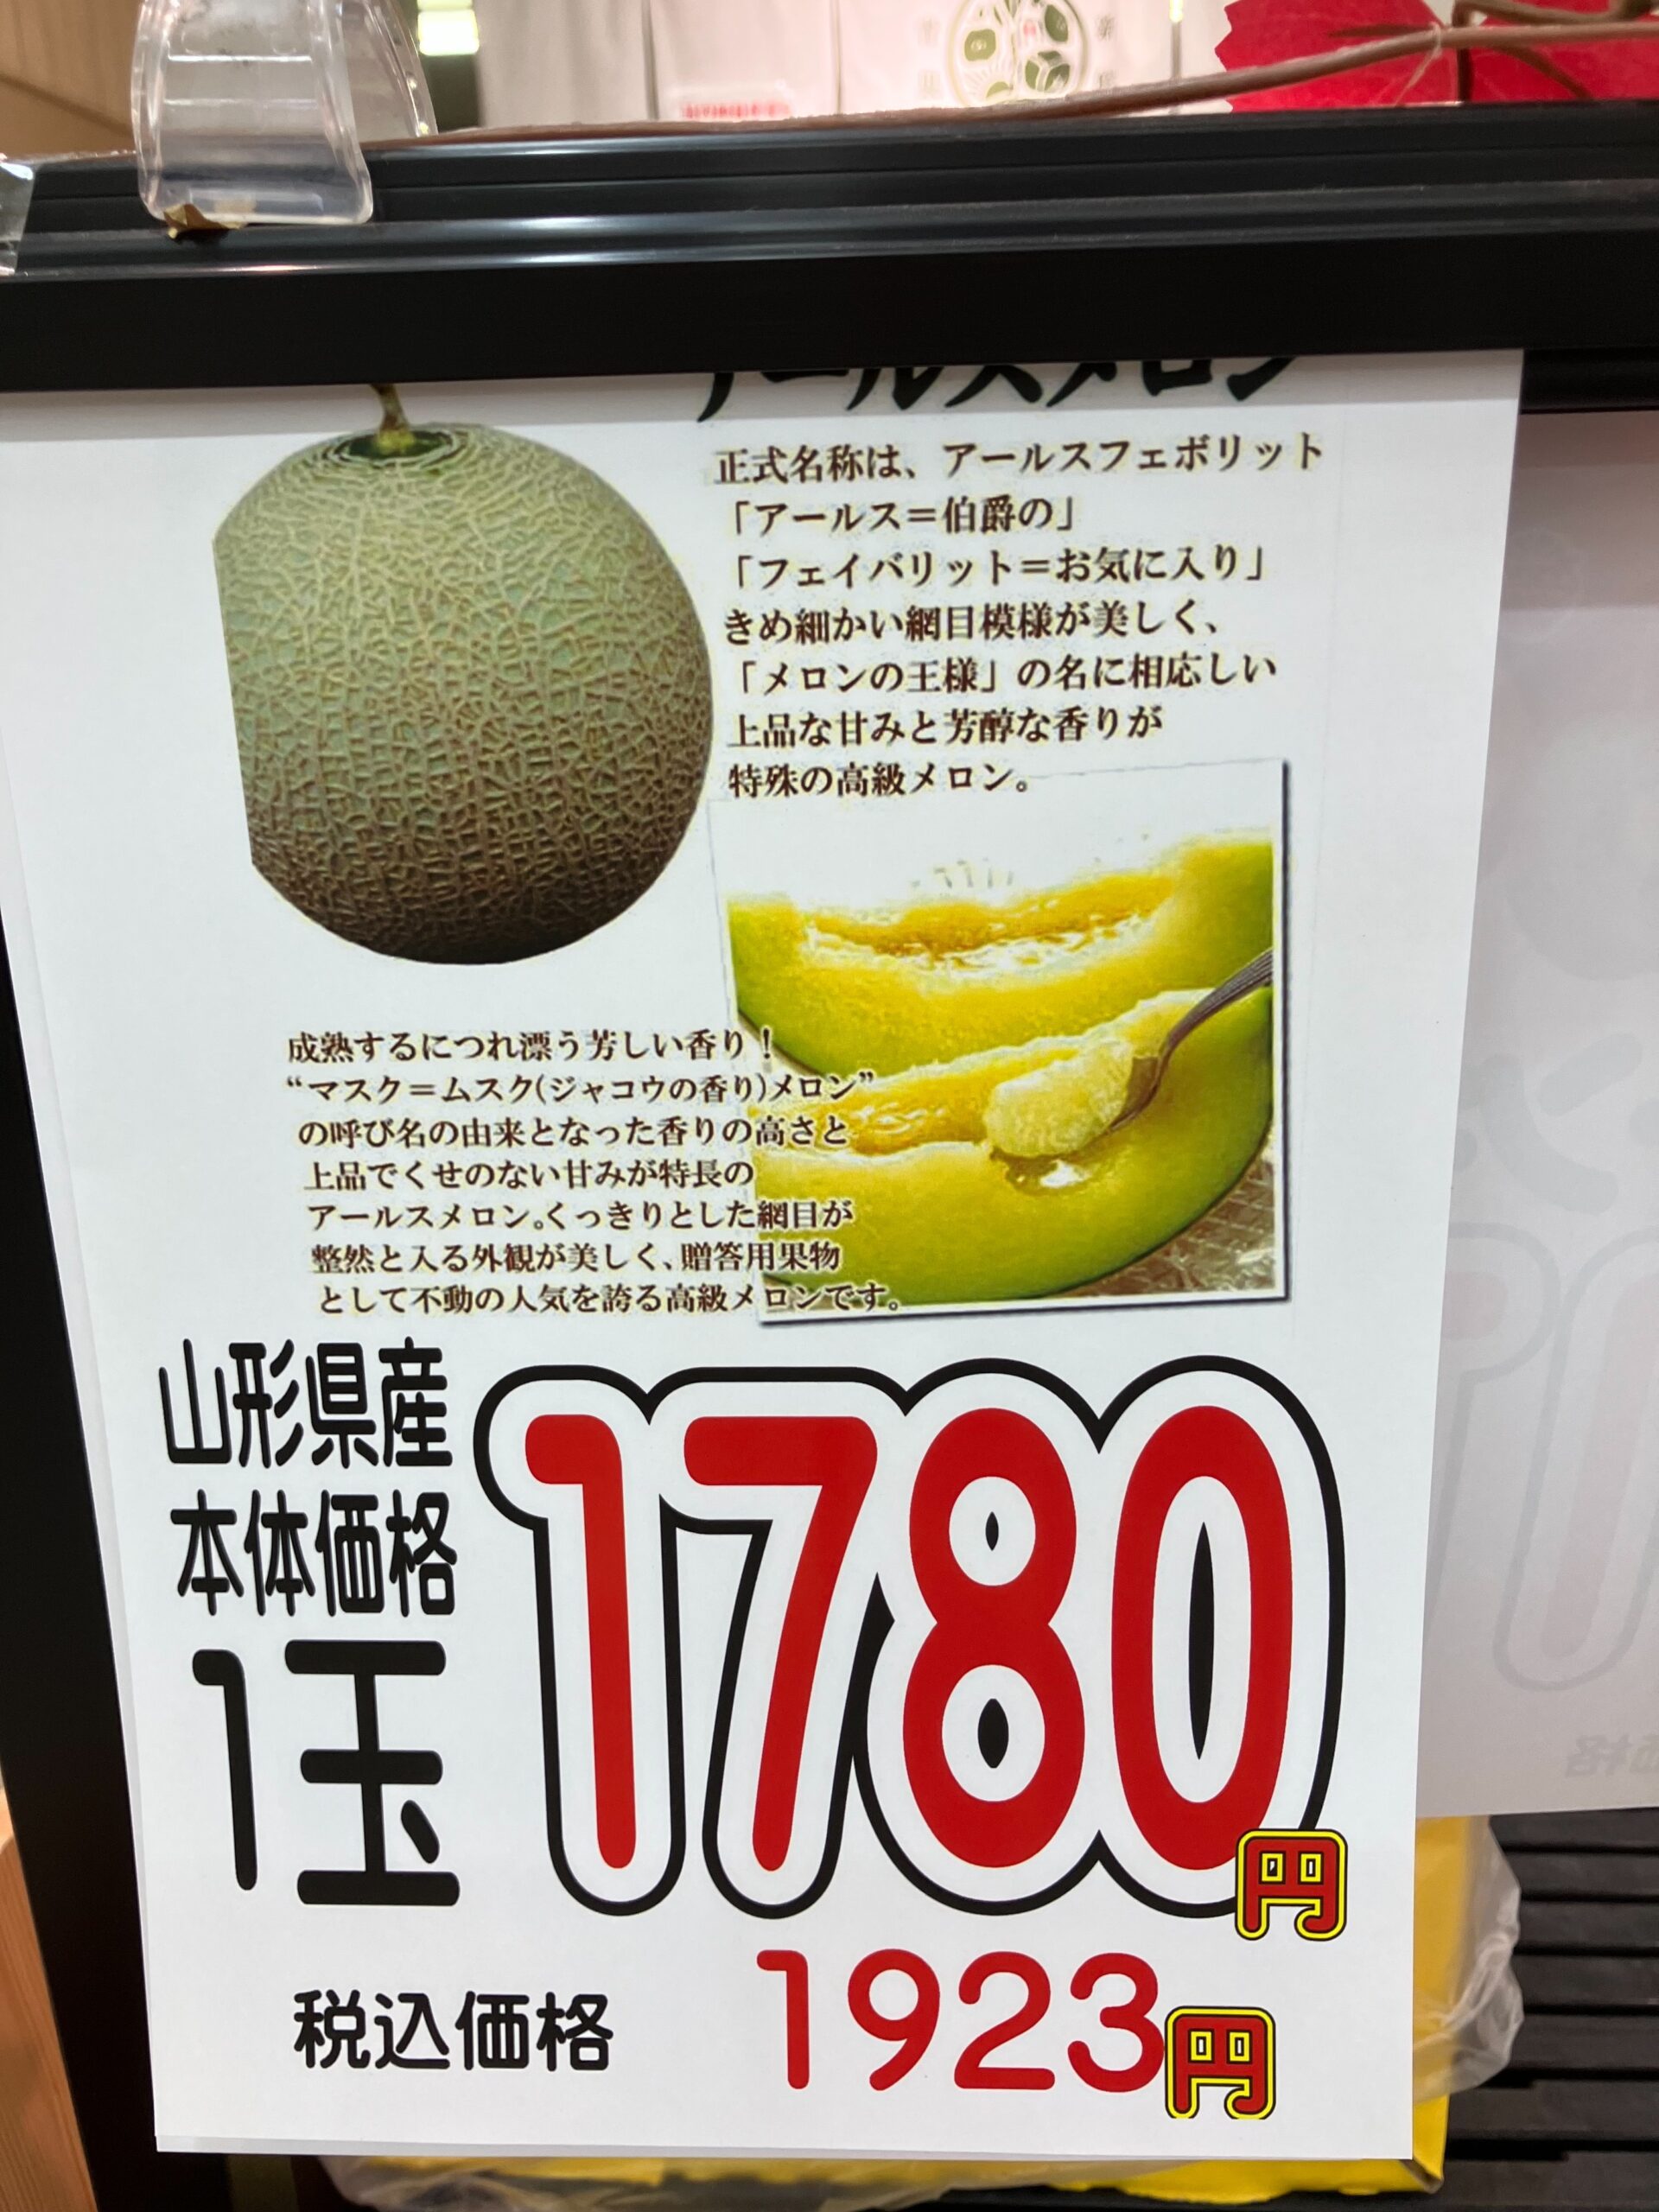 アールスメロン
正式名称は、アールスフェボリット
「アールス＝伯爵の」
「フェイバリット＝お気に入り」
きめ細かい網目模様が美しく、
「メロンの王様」の名に相応しい
上品な甘みと芳醇な香りが
特殊の高級メロン。
成熟するにつれ漂う芳しい香り！
“マスク＝ムスク(ジャコウの香り)メロン”
の呼び名の由来となった香りの高さと
上品でくせのない甘みが特長の
アールスメロン。くっきりとした網目が
整然と入る外観が美しく、贈答用果物
として不動の人気を誇る高級メロンです。
山形県産
本体価格
1玉
1780円
税込価格 1923円